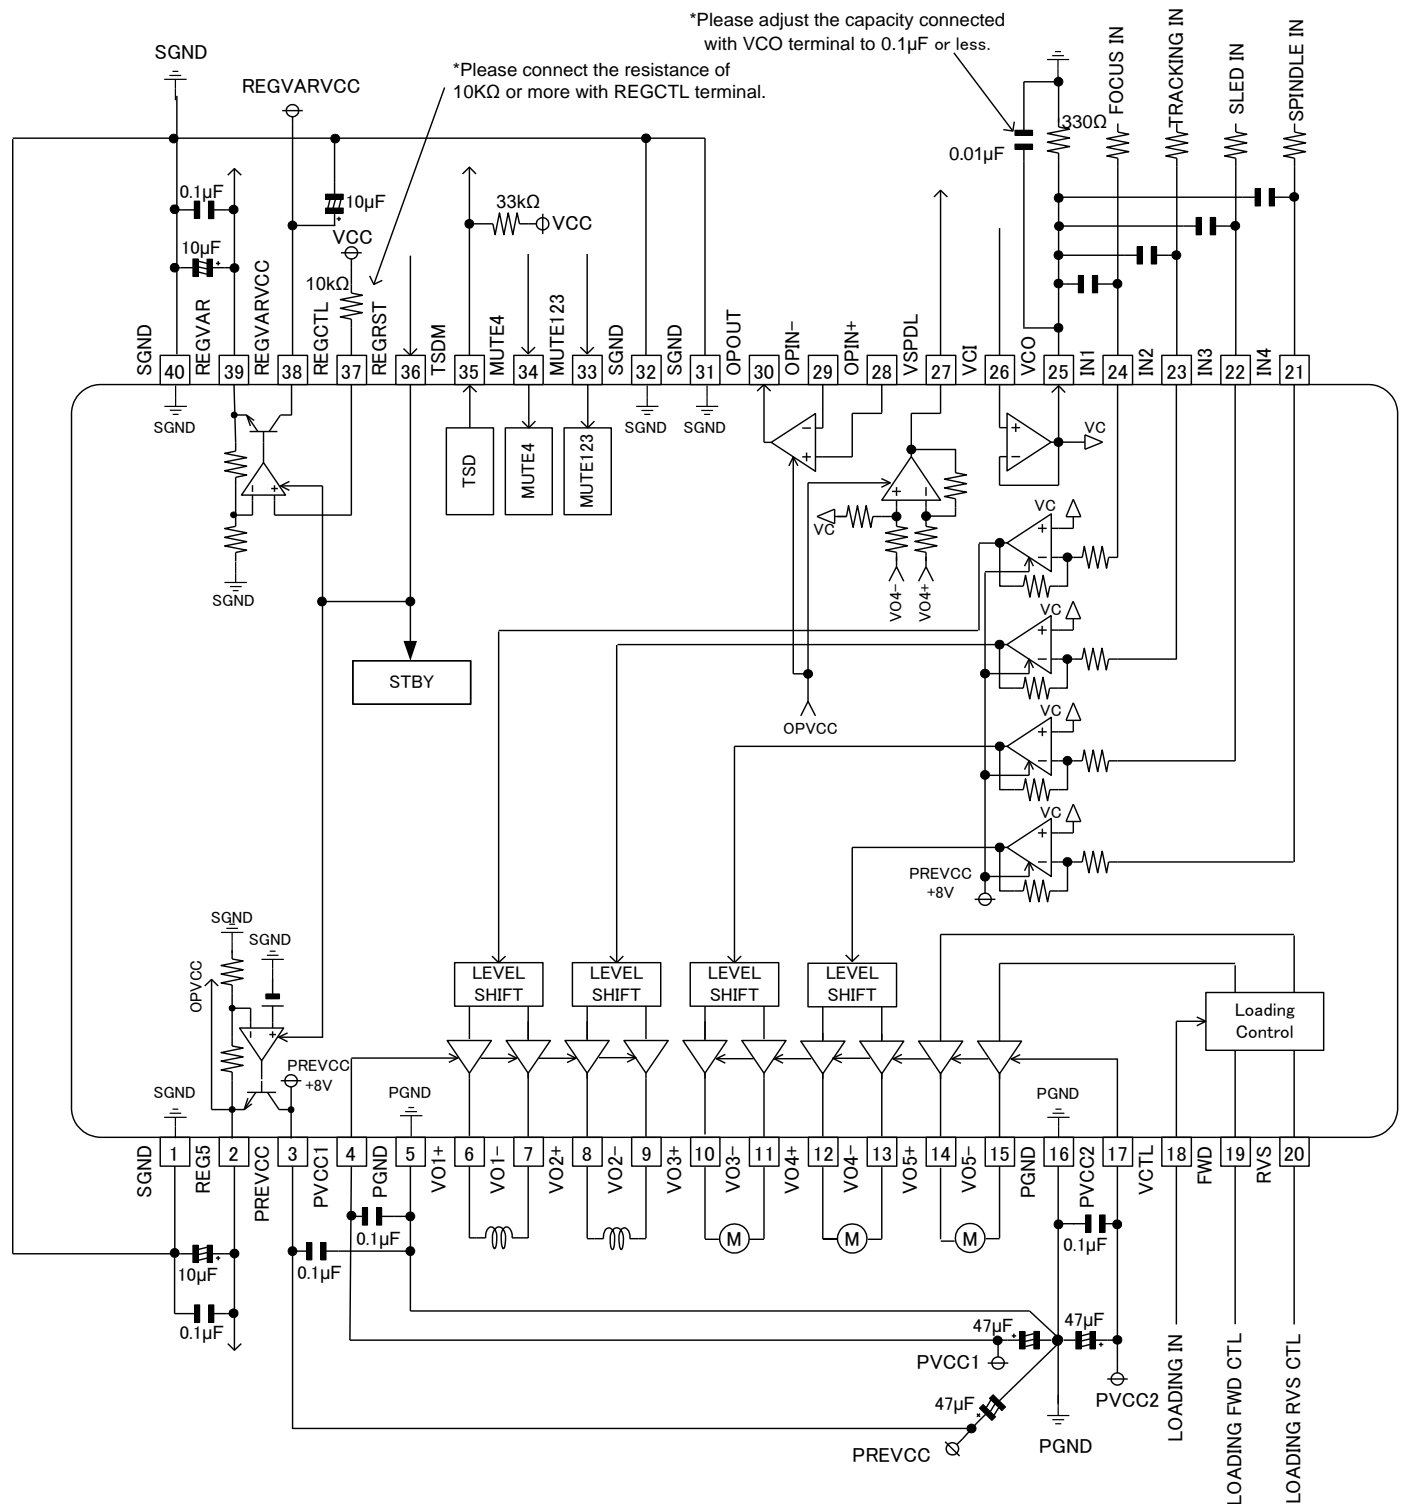 *Please adjust the capacity connected
with VCO terminal to 0.1µF or less.
SGND
*Please connect the resistance of
10KΩ or more with REGCTL terminal.
REGVARVCC
FOCUS IN
TRACKING IN
SLED IN
SPINDLE IN
330Ω
0.01µF
0.1µF
10µF
10µF
33kΩ
VCC
VCC
10kΩ
SGND
REGVAR
REGVARVCC
REGCTL
REGRST
TSDM
MUTE4
MUTE123
SGND
SGND
OPOUT
OPIN-
OPIN+
VSPDL
VCI
VCO
IN1
IN2
IN3
IN4
40
39
38
37
36
35
34
33
32
31
30
29
28
27
26
25
24
23
22
21
SGND
SGND
SGND
TSD
MUTE4
MUTE123
- +
-
+
+ -
+
-
VC
VC
VO4-
VO4+
VC
+
-
SGND
VC
+
-
STBY
OPVCC
VC
+
-
VC
+
-
PREVCC
+8V
SGND
SGND
OPVCC
- +
PREVCC
+8V
LEVEL
SHIFT
LEVEL
SHIFT
LEVEL
SHIFT
LEVEL
SHIFT
Loading
Control
SGND
PGND
PGND
1
2
3
4
5
6
7
8
9
10
11
12
13
14
15
16
17
18
19
20
SGND
REG5
PREVCC
PVCC1
PGND
VO1+
VO1-
VO2+
VO2-
VO3+
VO3-
VO4+
VO4-
VO5+
VO5-
PGND
PVCC2
VCTL
FWD
RVS
0.1µF
M
M
M
0.1µF
10µF
0.1µF
0.1µF
47µF
47µF
PVCC1
PVCC2
47µF
PREVCC
PGND
LOADING IN
LOADING FWD CTL
LOADING RVS CTL